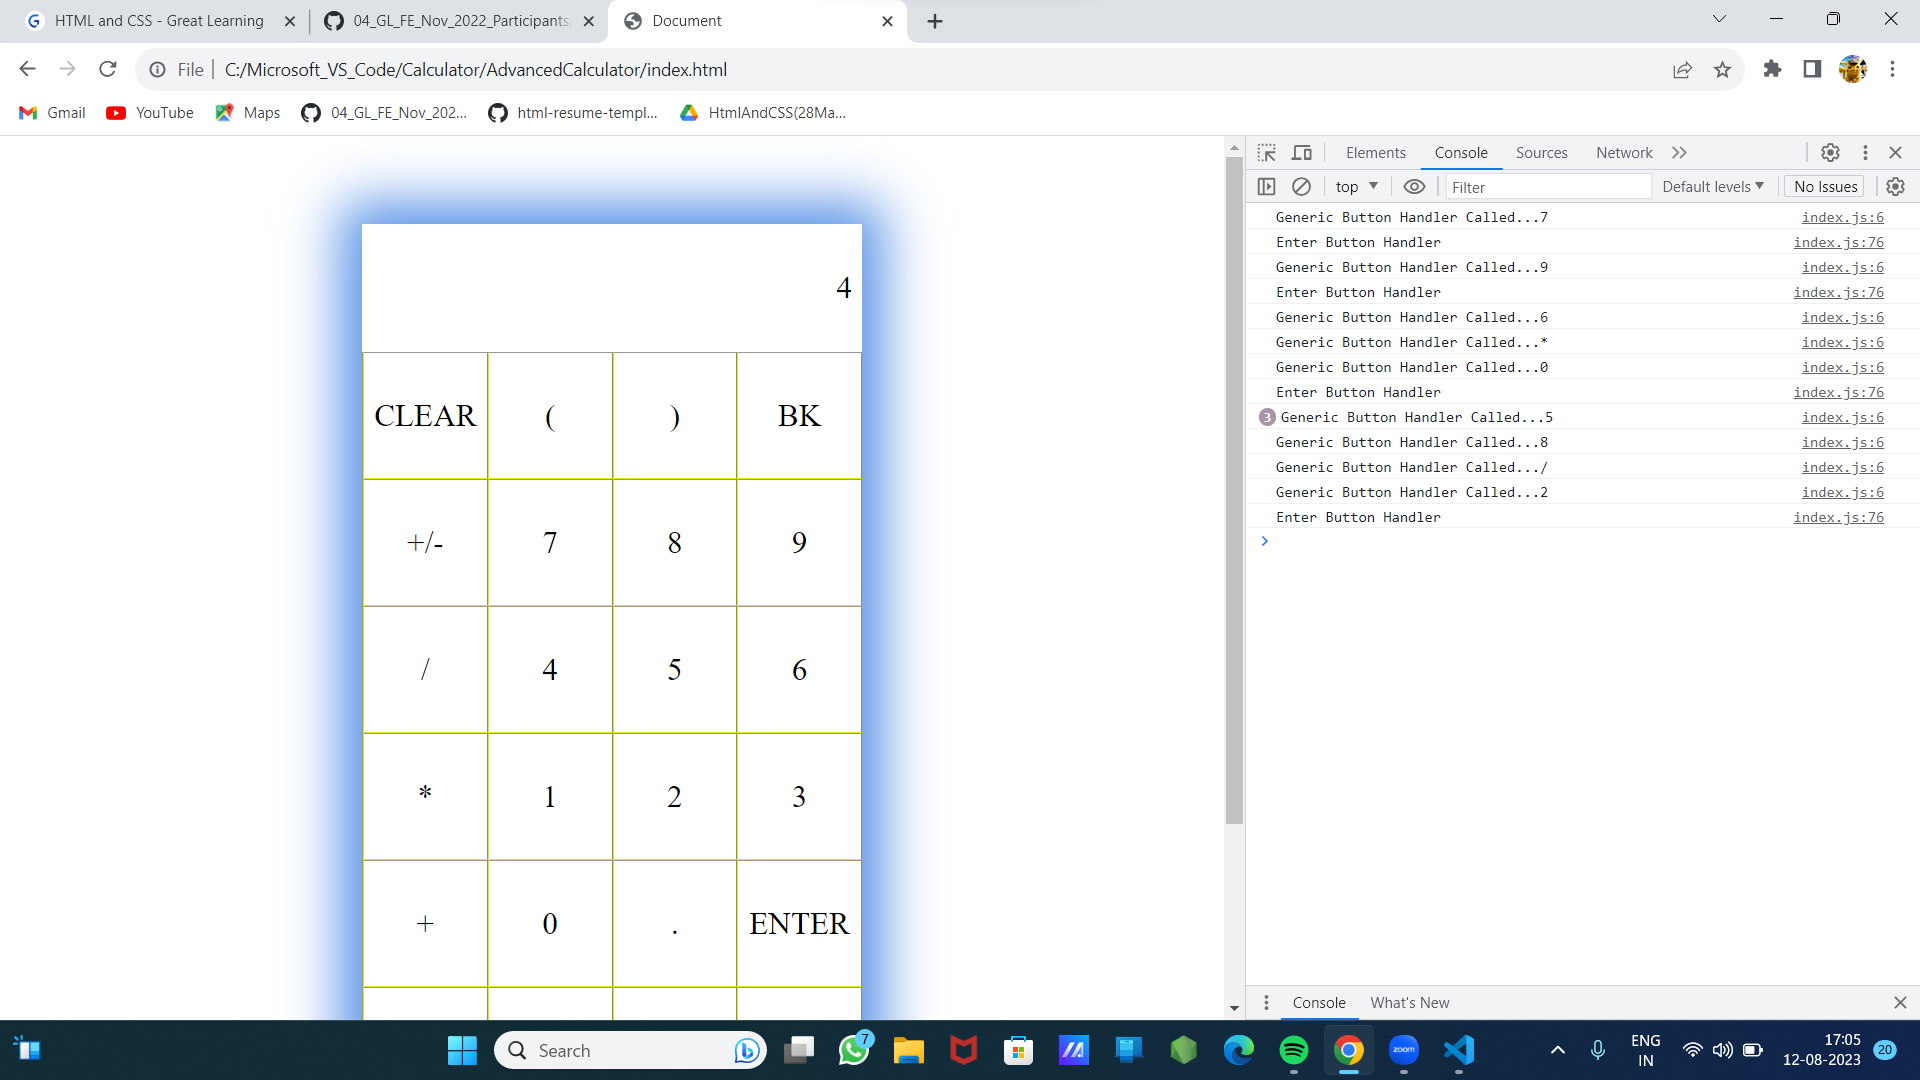 HTML and CSS - Great Learning
04_GL_FE_Nov_2022_Participants
Document
File
C:/Microsoft_VS_Code/Calculator/AdvancedCalculator/index.html
Gmail YouTube Maps 04_GL_FE_Nov_202... html-resume-templ... HtmlAndCSS(28Ma...
4
CLEAR ( ) BK
+/- 7 8 9
/ 4 5 6
* 1 2 3
+ 0 . ENTER
Elements Console Sources Network
top Filter Default levels No Issues
Generic Button Handler Called...7 index.js:6
Enter Button Handler index.js:76
Generic Button Handler Called...9 index.js:6
Enter Button Handler index.js:76
Generic Button Handler Called...6 index.js:6
Generic Button Handler Called...* index.js:6
Generic Button Handler Called...0 index.js:6
Enter Button Handler index.js:76
3 Generic Button Handler Called...5 index.js:6
Generic Button Handler Called...8 index.js:6
Generic Button Handler Called.../ index.js:6
Generic Button Handler Called...2 index.js:6
Enter Button Handler index.js:76
Console What's New
Search
7
zoom
ENG
IN
17:05
12-08-2023
20